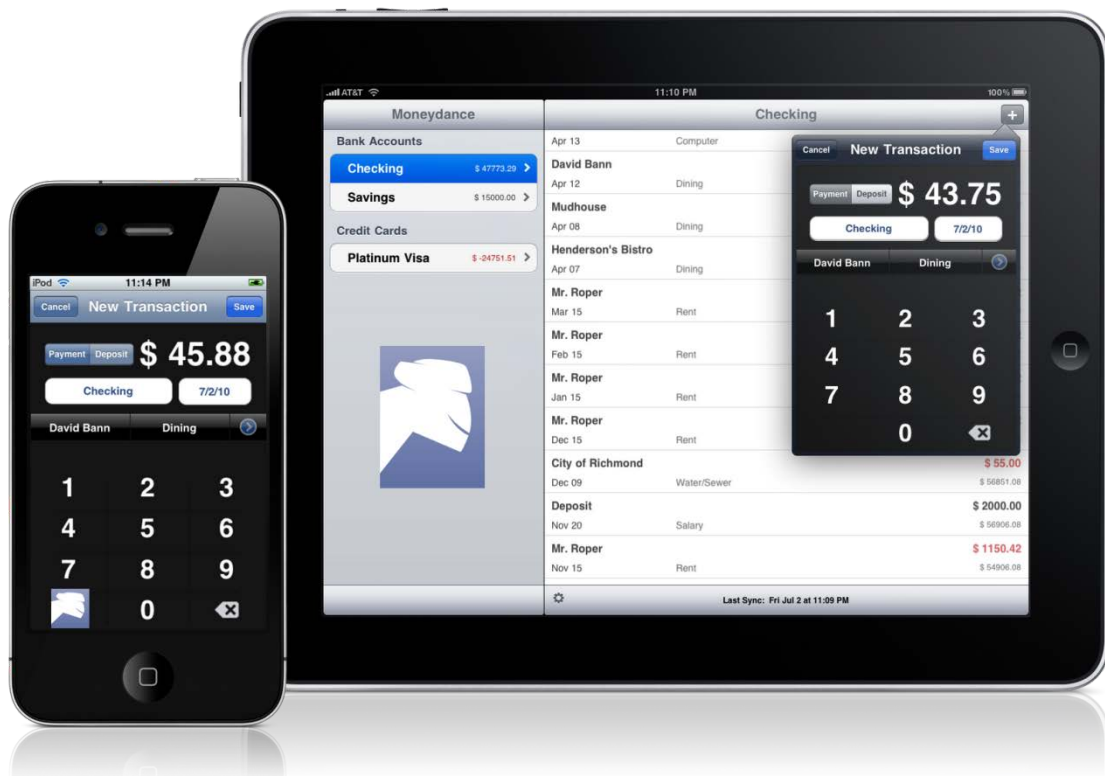 AT&T 11:10 PM 100%
Moneydance
Bank Accounts
Checking $ 47773.29
Savings $ 15000.00
Credit Cards
Platinum Visa $ -24751.51
Checking +
Apr 13 Computer
David Bann
Apr 12 Dining
Mudhouse
Apr 08 Dining
Henderson's Bistro
Apr 07 Dining
Mr. Roper
Mar 15 Rent
Mr. Roper
Feb 15 Rent
Mr. Roper
Jan 15 Rent
Mr. Roper
Dec 15 Rent
City of Richmond $ 55.00
Dec 09 Water/Sewer $ 56851.08
Deposit $ 2000.00
Nov 20 Salary $ 56906.08
Mr. Roper $ 1150.42
Nov 15 Rent $ 54906.08
Last Sync: Fri Jul 2 at 11:09 PM
Cancel New Transaction Save
Payment Deposit $ 43.75
Checking 7/2/10
David Bann Dining
1 2 3
4 5 6
7 8 9
0
iPod 11:14 PM
Cancel New Transaction Save
Payment Deposit $ 45.88
Checking 7/2/10
David Bann Dining
1 2 3
4 5 6
7 8 9
0